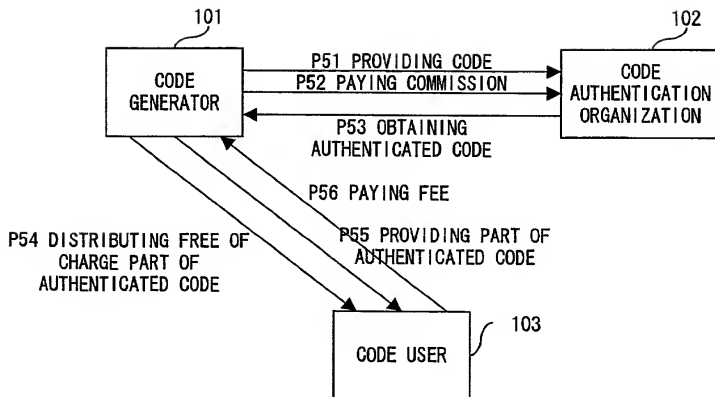 101
102
CODE
GENERATOR
P51 PROVIDING CODE
P52 PAYING COMMISSION
P53 OBTAINING
AUTHENTICATED CODE
CODE
AUTHENTICATION
ORGANIZATION
P56 PAYING FEE
P54 DISTRIBUTING FREE OF
CHARGE PART OF
AUTHENTICATED CODE
P55 PROVIDING PART OF
AUTHENTICATED CODE
CODE USER
103